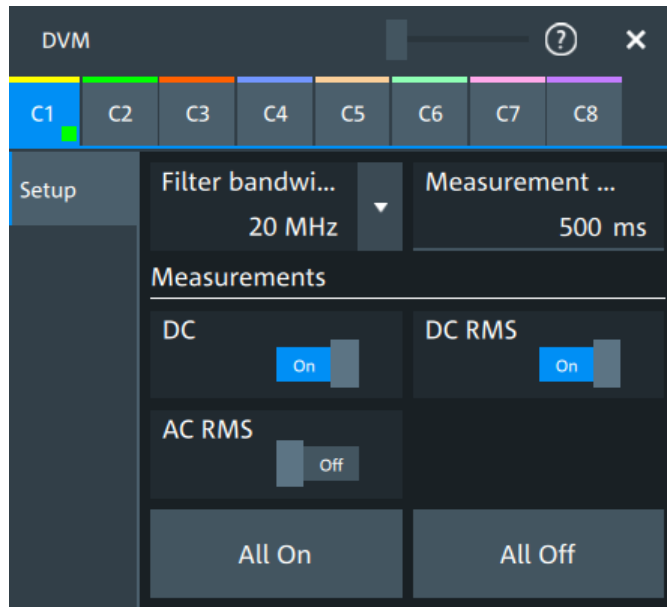 DVM ? ×
C1 C2 C3 C4 C5 C6 C7 C8
Setup
Filter bandwi... Measurement ...
20 MHz 500 ms
Measurements
DC DC RMS
On On
AC RMS
Off
All On All Off